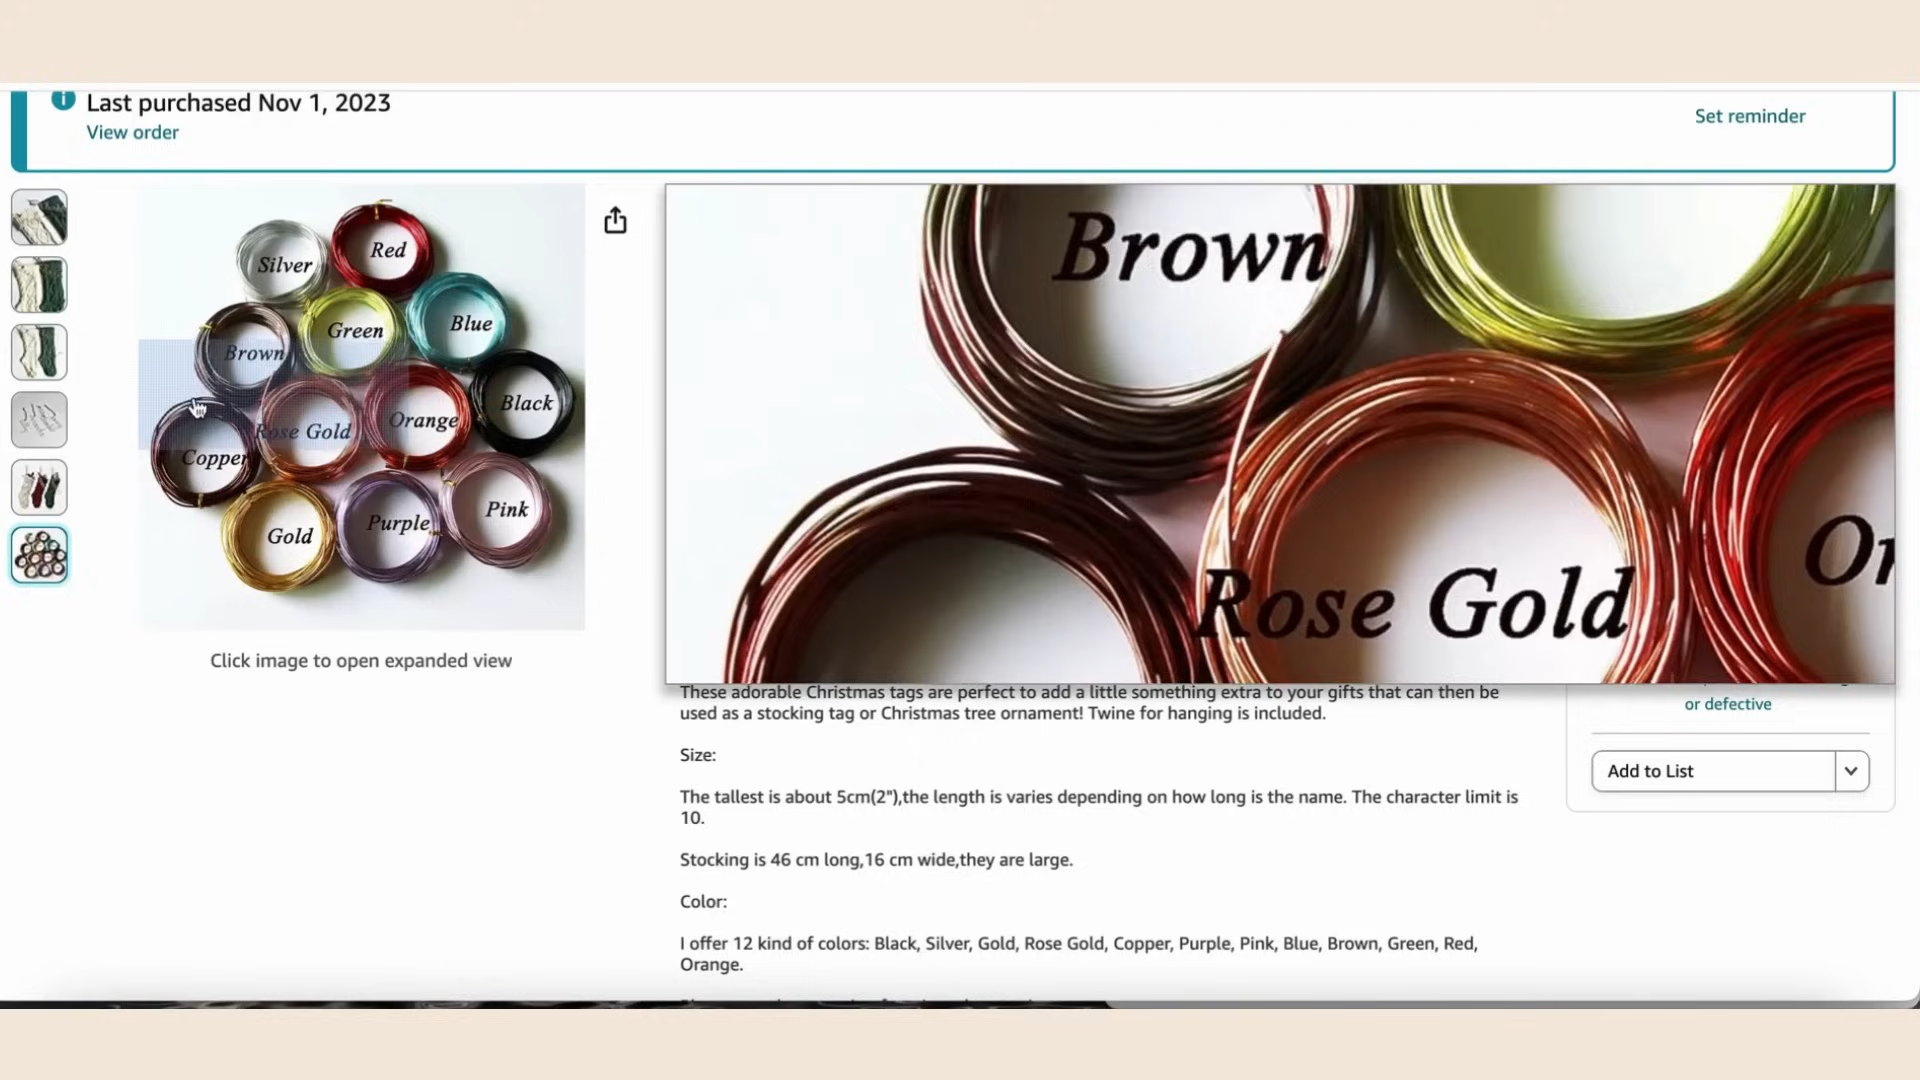 Last purchased Nov 1, 2023
View order
Set reminder
Silver
Red
Green
Blue
Brown
Black
Orange
Rose Gold
Copper
Gold
Purple
Pink
Click image to open expanded view
Brown
Rose Gold
Or
These adorable Christmas tags are perfect to add a little something extra to your gifts that can then be
used as a stocking tag or Christmas tree ornament! Twine for hanging is included.
Size:
The tallest is about 5cm(2"),the length is varies depending on how long is the name. The character limit is
10.
Stocking is 46 cm long,16 cm wide,they are large.
Color:
I offer 12 kind of colors: Black, Silver, Gold, Rose Gold, Copper, Purple, Pink, Blue, Brown, Green, Red,
Orange.
or defective
Add to List